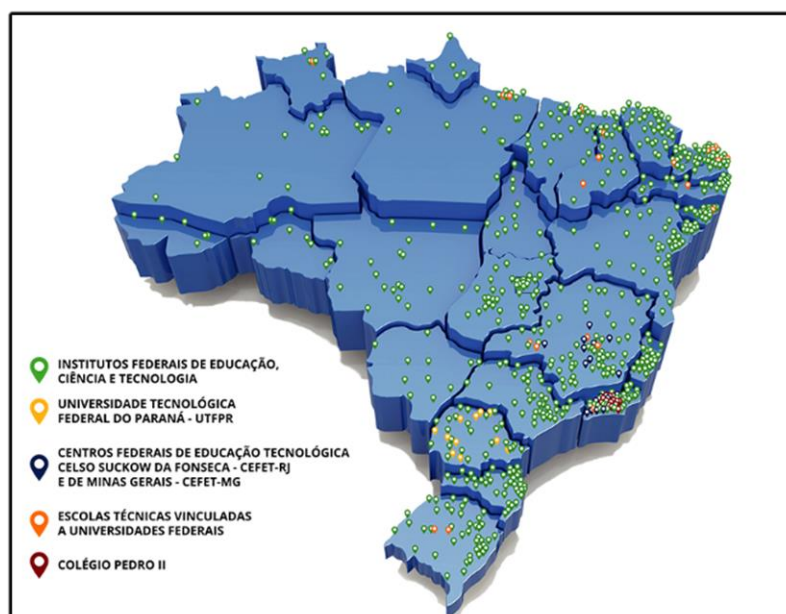 INSTITUTOS FEDERAIS DE EDUCAÇÃO,
CIÊNCIA E TECNOLOGIA
UNIVERSIDADE TECNOLÓGICA
FEDERAL DO PARANÁ - UTFPR
CENTROS FEDERAIS DE EDUCAÇÃO TECNOLÓGICA
CELSO SUCKOW DA FONSECA - CEFET-RJ
E DE MINAS GERAIS - CEFET-MG
ESCOLAS TÉCNICAS VINCULADAS
A UNIVERSIDADES FEDERAIS
COLÉGIO PEDRO II